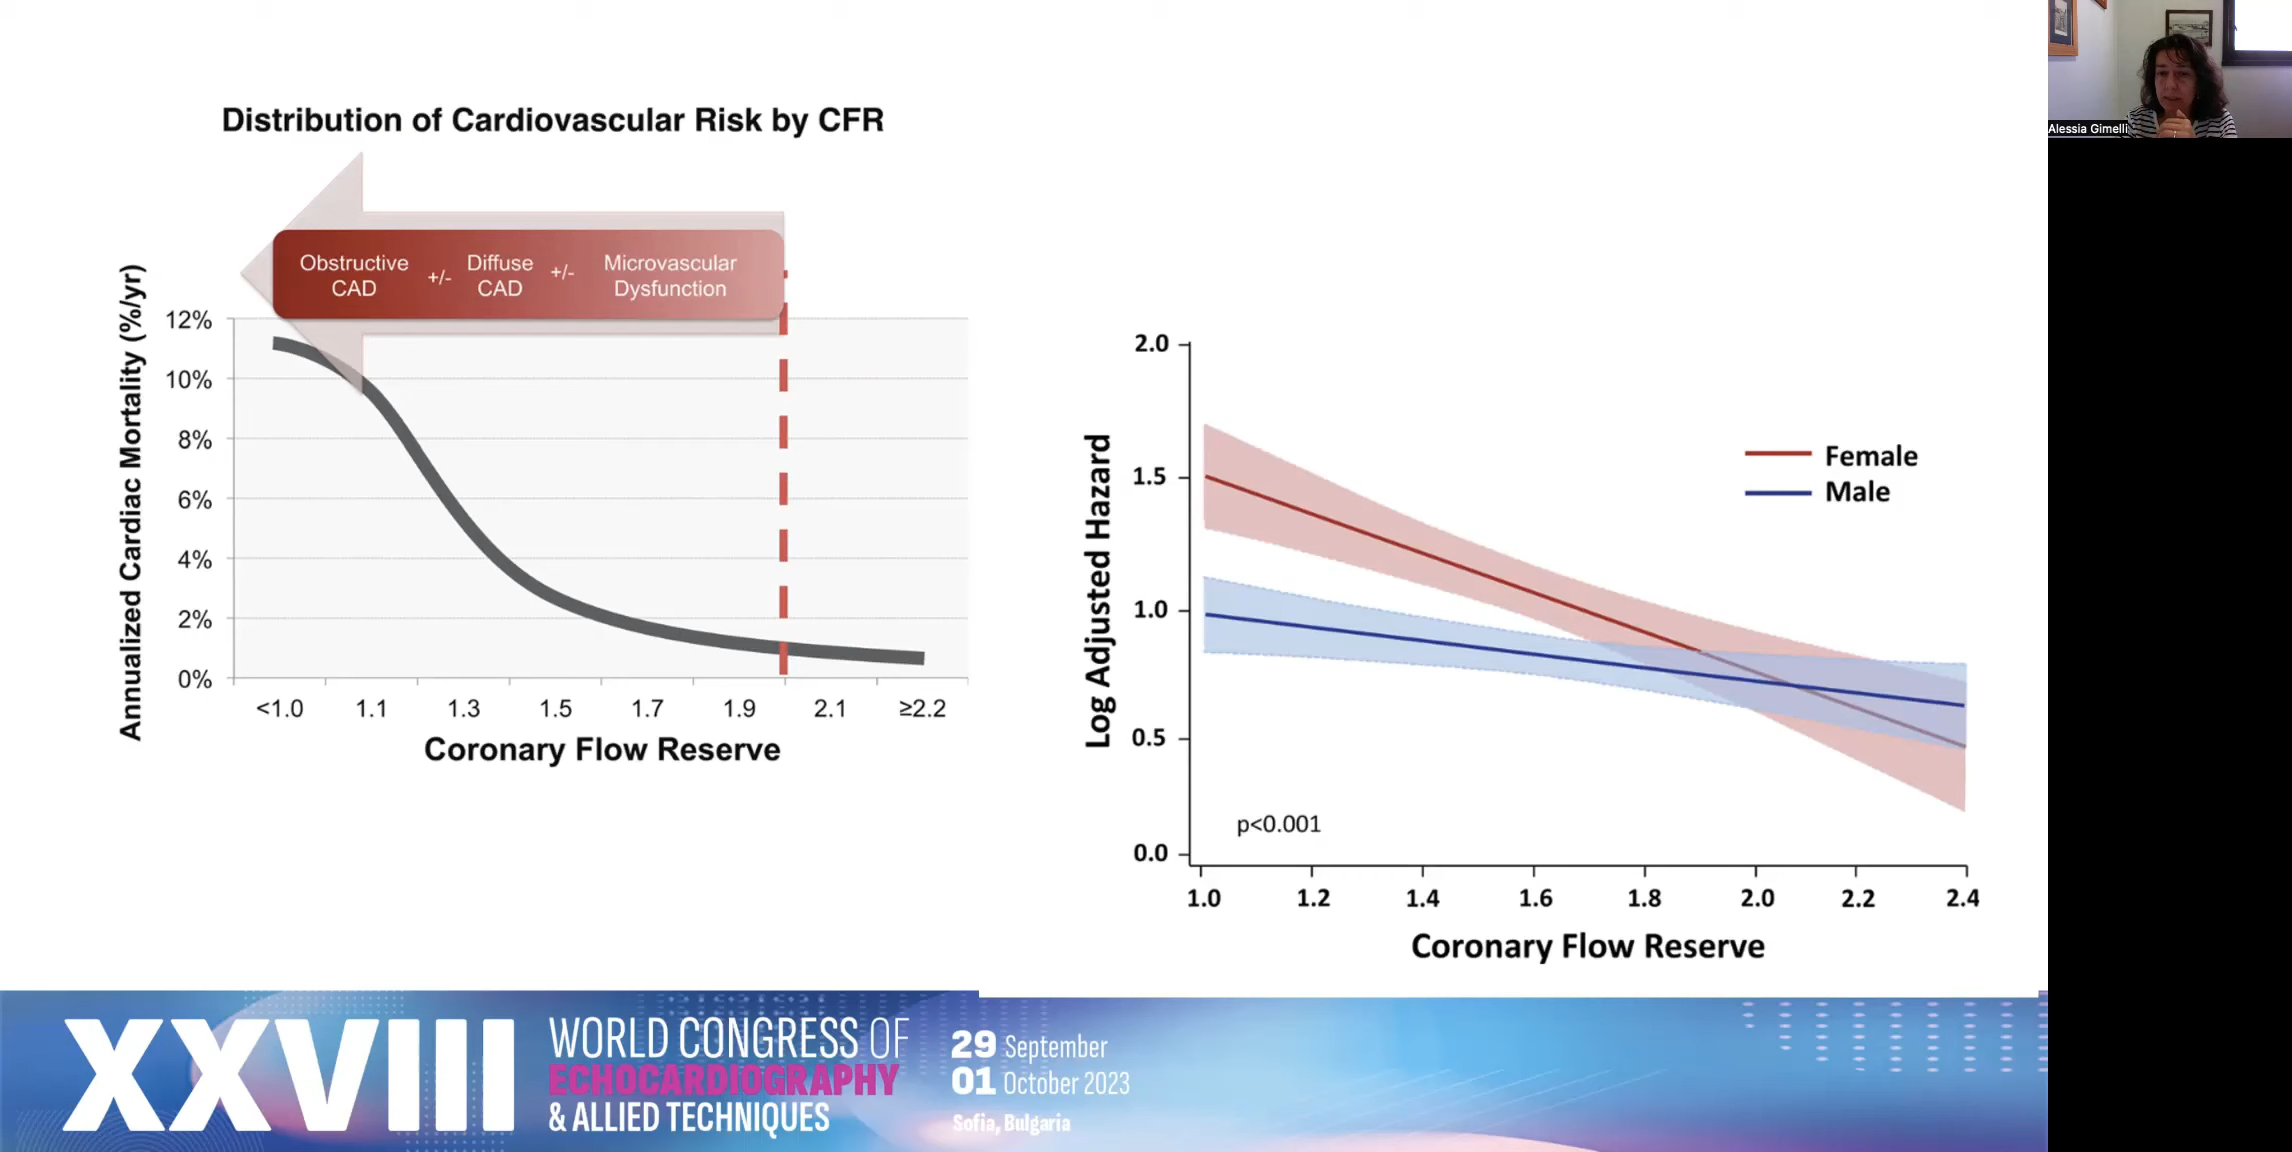 Distribution of Cardiovascular Risk by CFR
Obstructive CAD +/- Diffuse CAD +/- Microvascular Dysfunction
Annualized Cardiac Mortality (%/yr)
12%
10%
8%
6%
4%
2%
0%
<1.0 1.1 1.3 1.5 1.7 1.9 2.1 ≥2.2
Coronary Flow Reserve
Log Adjusted Hazard
2.0
1.5
1.0
0.5
0.0
Female
Male
p<0.001
1.0 1.2 1.4 1.6 1.8 2.0 2.2 2.4
Coronary Flow Reserve
Alessia Gimelli
XXVIII
WORLD CONGRESS OF
ECHOCARDIOGRAPHY
& ALLIED TECHNIQUES
29 September
01 October 2023
Sofia, Bulgaria